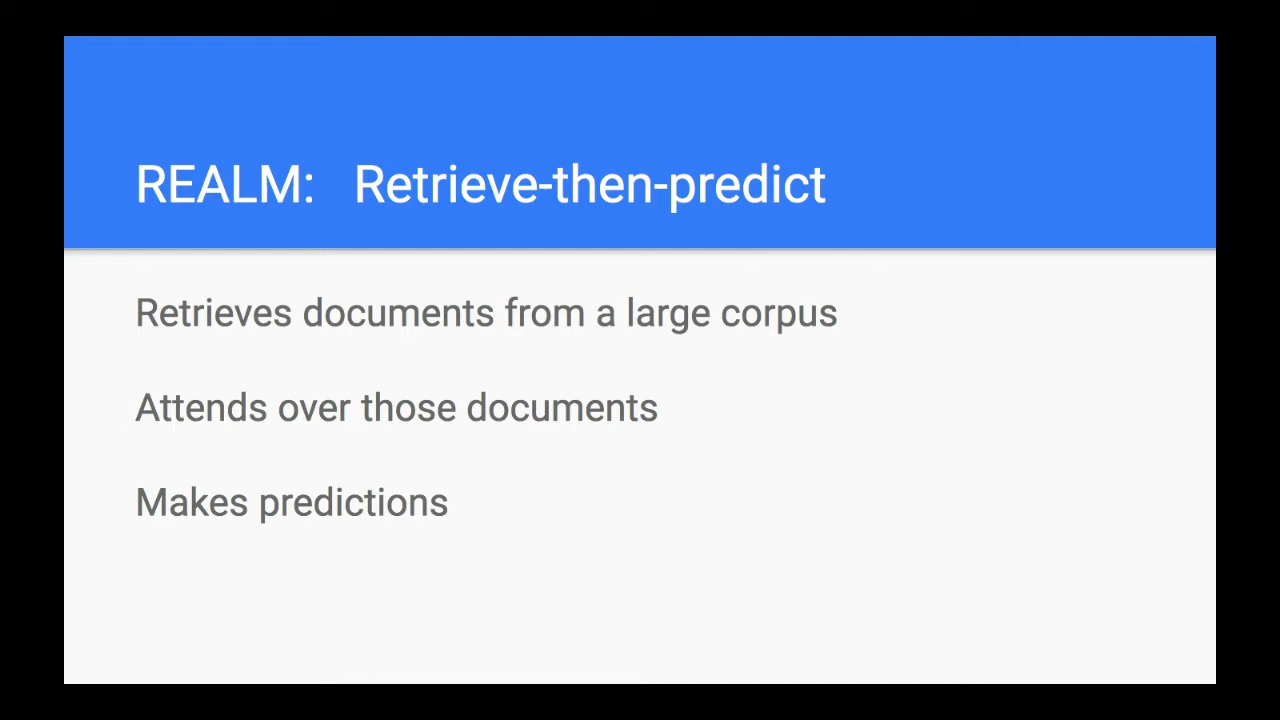 REALM: Retrieve-then-predict
Retrieves documents from a large corpus
Attends over those documents
Makes predictions